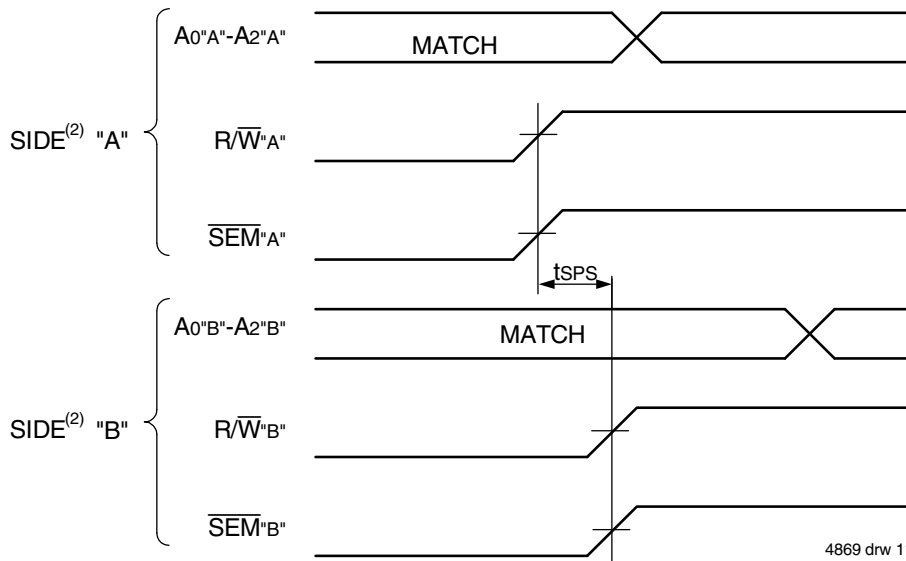 A0"A"-A2"A"
MATCH
SIDE(2) "A"
R/W"A"
SEM"A"
tSPS
A0"B"-A2"B"
MATCH
SIDE(2) "B"
R/W"B"
SEM"B"
4869 drw 1